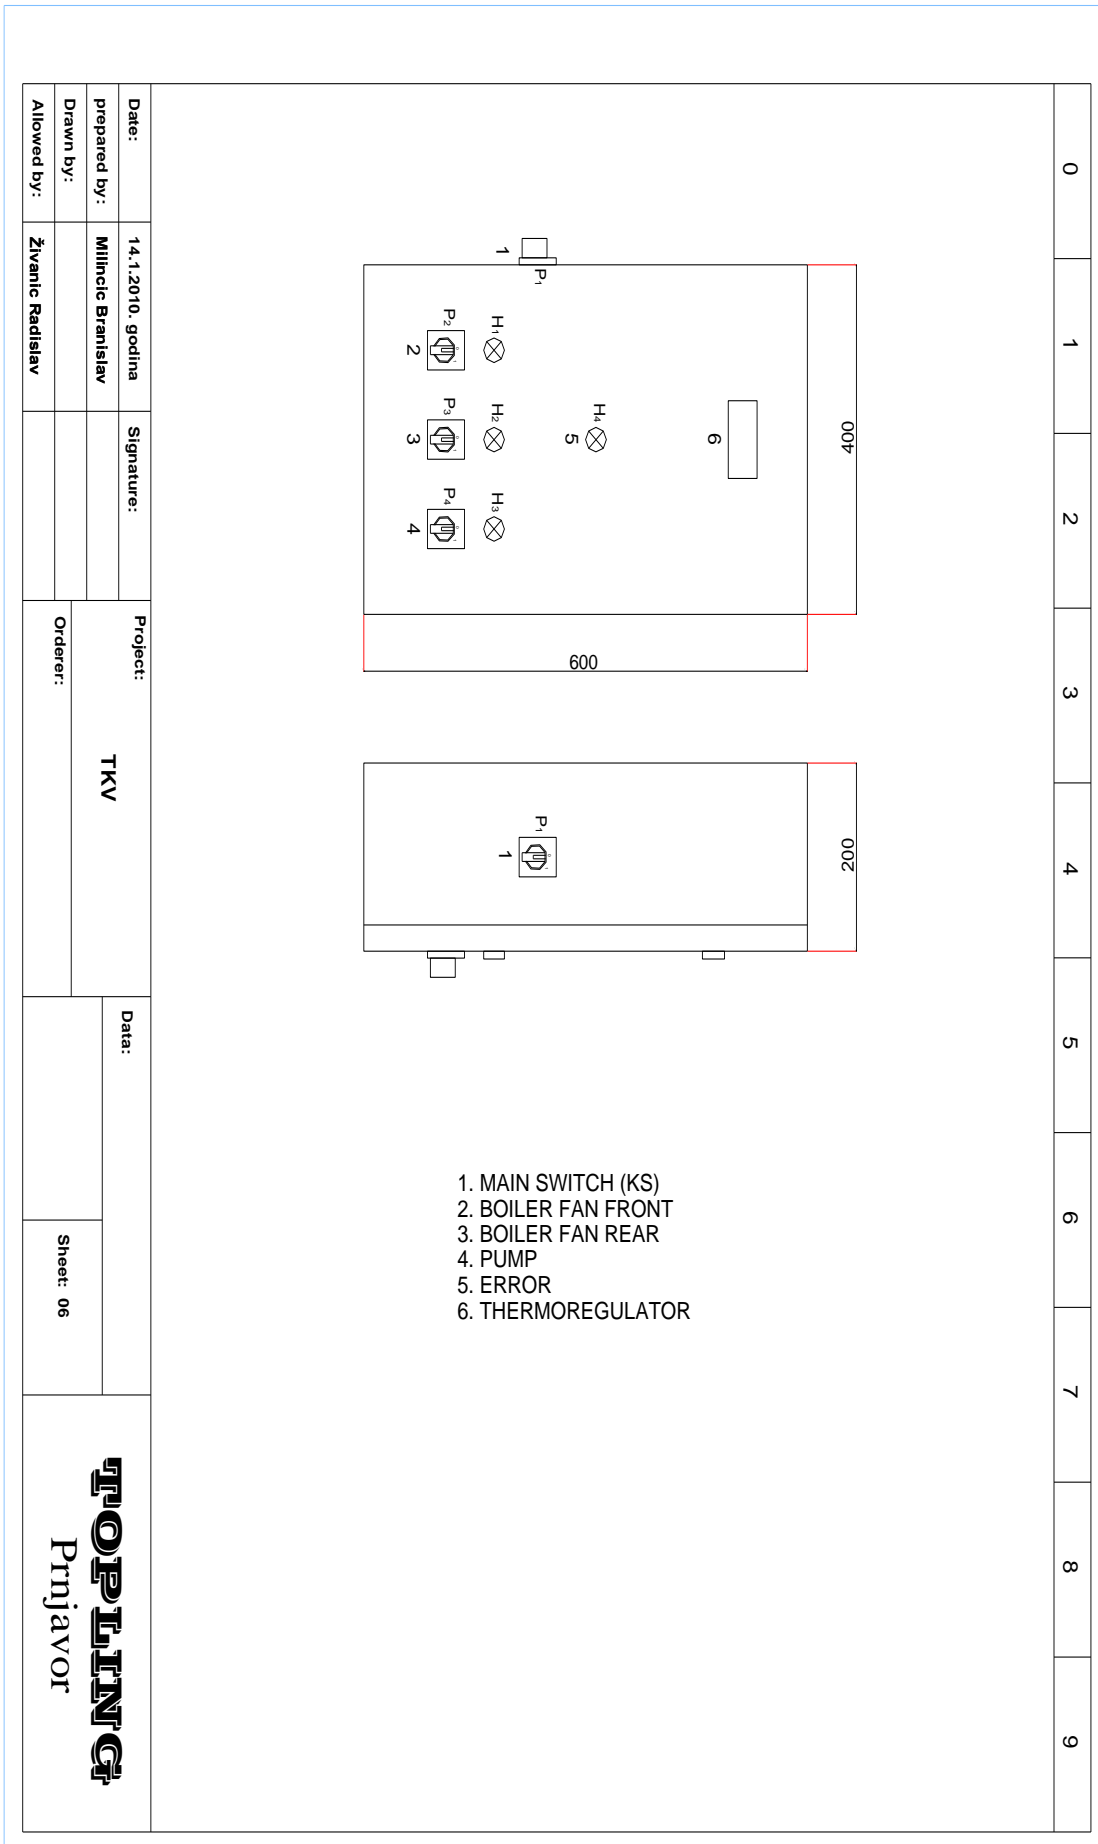 0 1 2 3 4 5 6 7 8 9
400
6
H4
5
H1 H2 H3
P2 P3 P4
2 3 4
P1
1
600
200
P1
1
1. MAIN SWITCH (KS)
2. BOILER FAN FRONT
3. BOILER FAN REAR
4. PUMP
5. ERROR
6. THERMOREGULATOR
Date: 14.1.2010. godina Signature:
prepared by: Milincic Branislav
Drawn by:
Allowed by: Živanic Radislav
Project:
TKV
Orderer:
Data:
Sheet: 06
TOPLING
Prnjavor